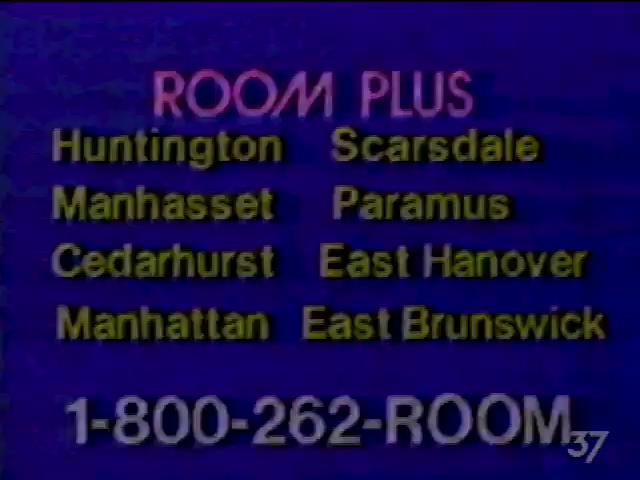 ROOM PLUS
Huntington Scarsdale
Manhasset Paramus
Cedarhurst East Hanover
Manhattan East Brunswick
1-800-262-ROOM
37